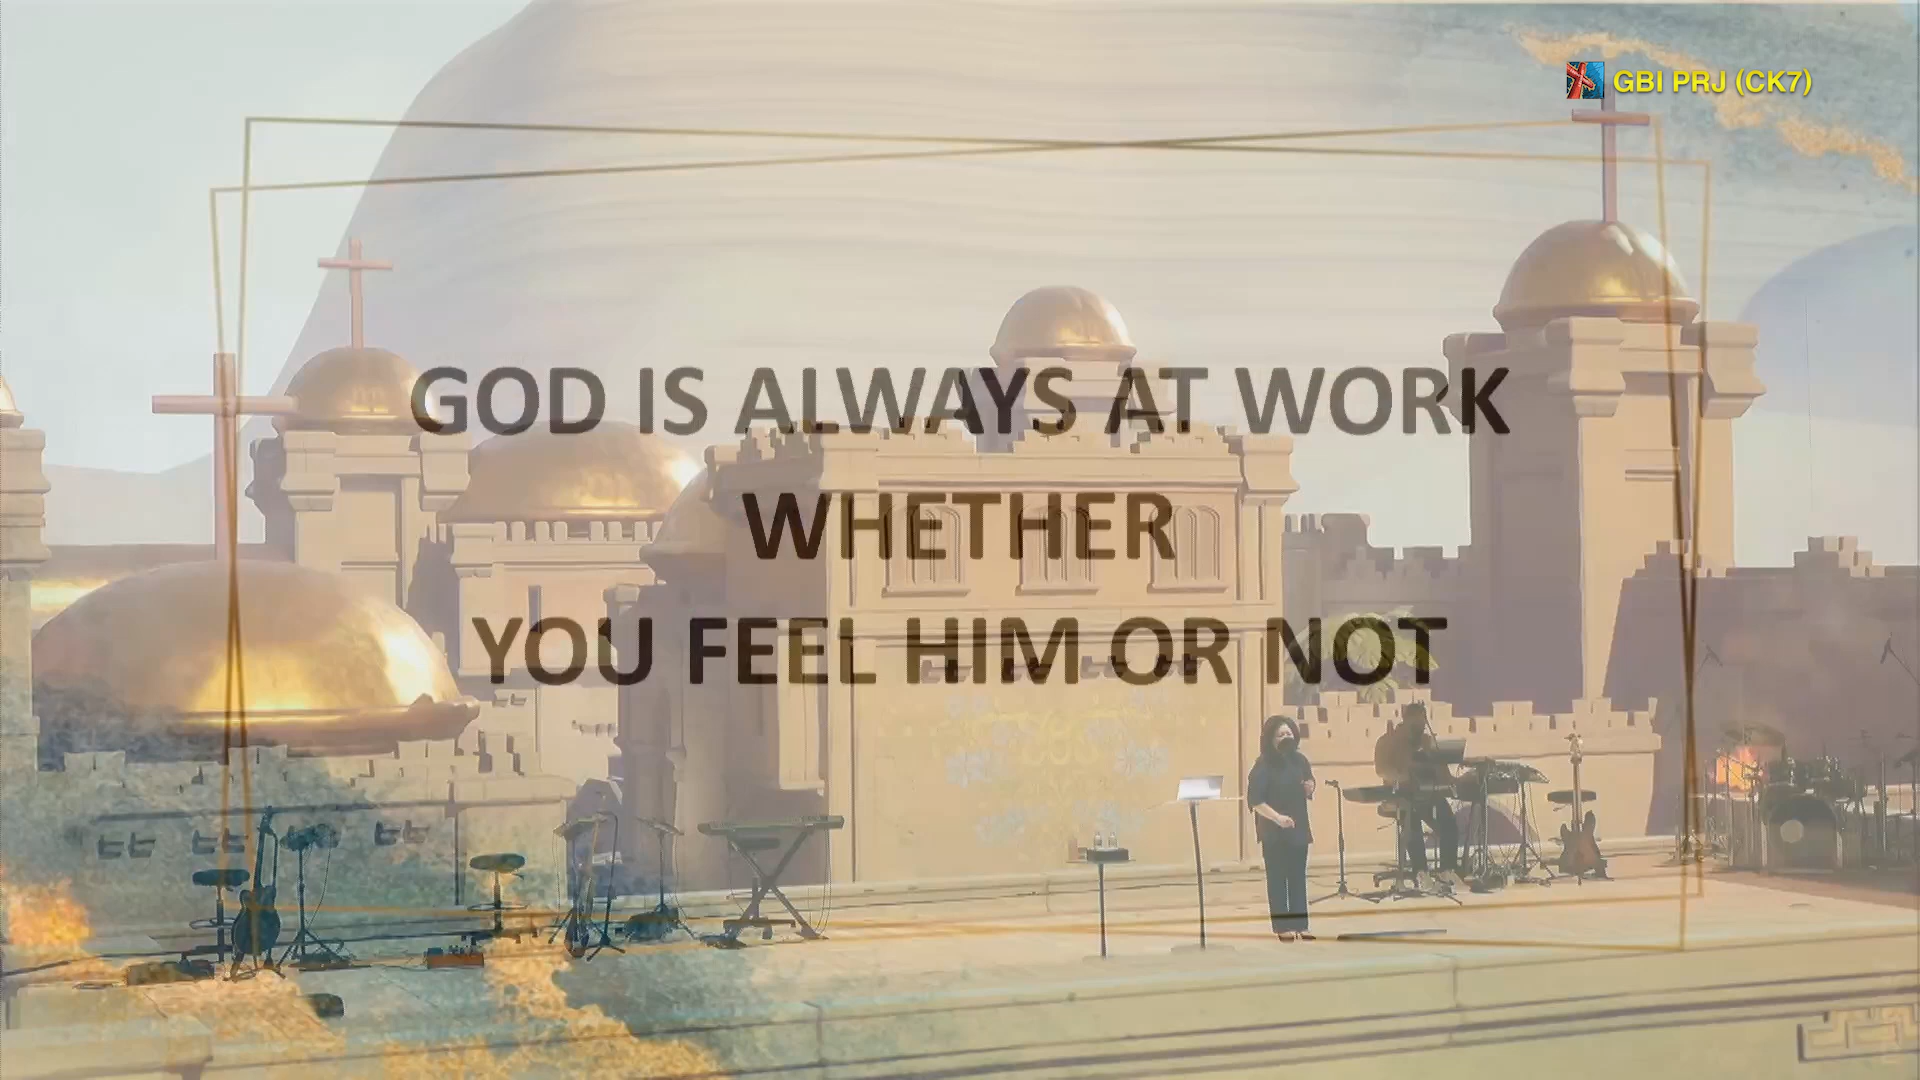 GBI PRJ (CK7)
GOD IS ALWAYS AT WORK
WHETHER
YOU FEEL HIM OR NOT